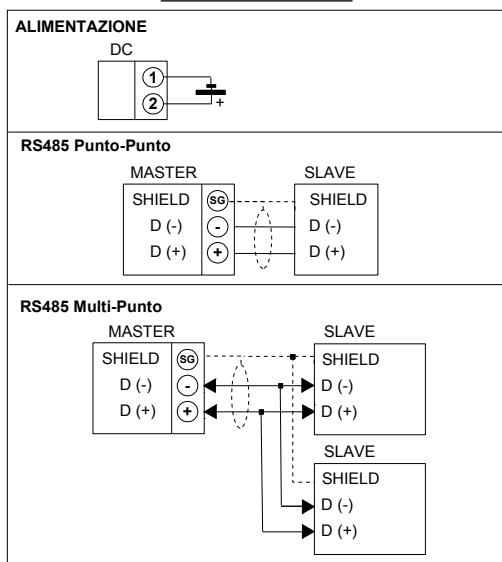 ALIMENTAZIONE
DC
1
2
+
RS485 Punto-Punto
MASTER SLAVE
SHIELD SG SHIELD
D (-) - D (-)
D (+) + D (+)
RS485 Multi-Punto
MASTER SLAVE
SHIELD SG SHIELD
D (-) - D (-)
D (+) + D (+)
SLAVE
SHIELD
D (-)
D (+)